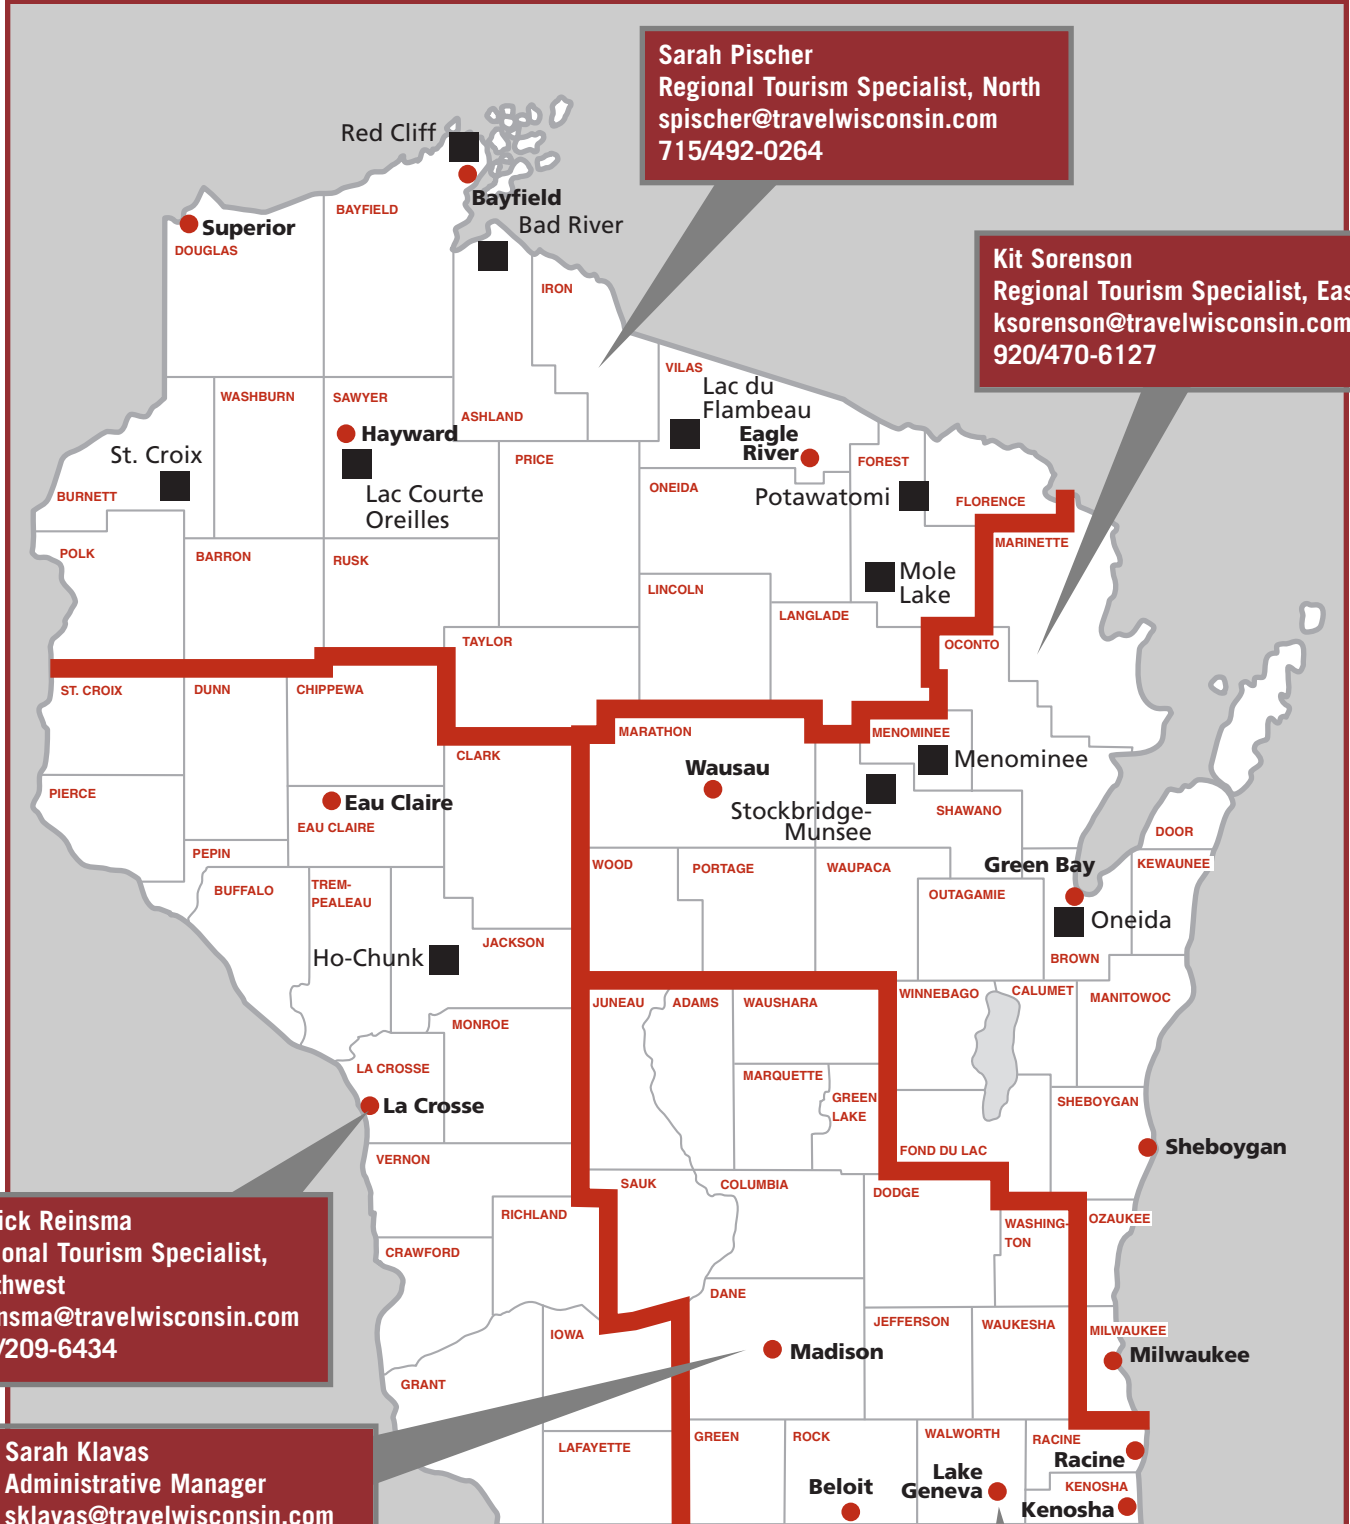 Sarah Pischer
Regional Tourism Specialist, North
spischer@travelwisconsin.com
715/492-0264
Red Cliff
Bayfield
Bad River
BAYFIELD
Superior
DOUGLAS
IRON
Kit Sorenson
Regional Tourism Specialist, Eas
ksorenson@travelwisconsin.com
920/470-6127
VILAS
Lac du
Flambeau
Eagle
River
WASHBURN
SAWYER
ASHLAND
Hayward
St. Croix
PRICE
FOREST
BURNETT
Lac Courte
Oreilles
ONEIDA
Potawatomi
FLORENCE
POLK
BARRON
RUSK
MARINETTE
Mole
Lake
LINCOLN
LANGLADE
TAYLOR
OCONTO
ST. CROIX
DUNN
CHIPPEWA
MARATHON
MENOMINEE
CLARK
Menominee
Wausau
PIERCE
Eau Claire
EAU CLAIRE
Stockbridge-
Munsee
SHAWANO
DOOR
PEPIN
BUFFALO
TREM-
PEALEAU
WOOD
PORTAGE
WAUPACA
Green Bay
KEWAUNEE
OUTAGAMIE
Oneida
JACKSON
Ho-Chunk
BROWN
JUNEAU
ADAMS
WAUSHARA
WINNEBAGO
CALUMET
MANITOWOC
MONROE
LA CROSSE
MARQUETTE
GREEN
LAKE
La Crosse
SHEBOYGAN
Sheboygan
VERNON
FOND DU LAC
SAUK
COLUMBIA
DODGE
RICHLAND
WASHING-
TON
OZAUKEE
ick Reinsma
onal Tourism Specialist,
thwest
nsma@travelwisconsin.com
/209-6434
CRAWFORD
DANE
IOWA
JEFFERSON
WAUKESHA
MILWAUKEE
Madison
Milwaukee
GRANT
Sarah Klavas
Administrative Manager
sklavas@travelwisconsin.com
LAFAYETTE
GREEN
ROCK
WALWORTH
RACINE
Racine
Beloit
Lake
Geneva
KENOSHA
Kenosha